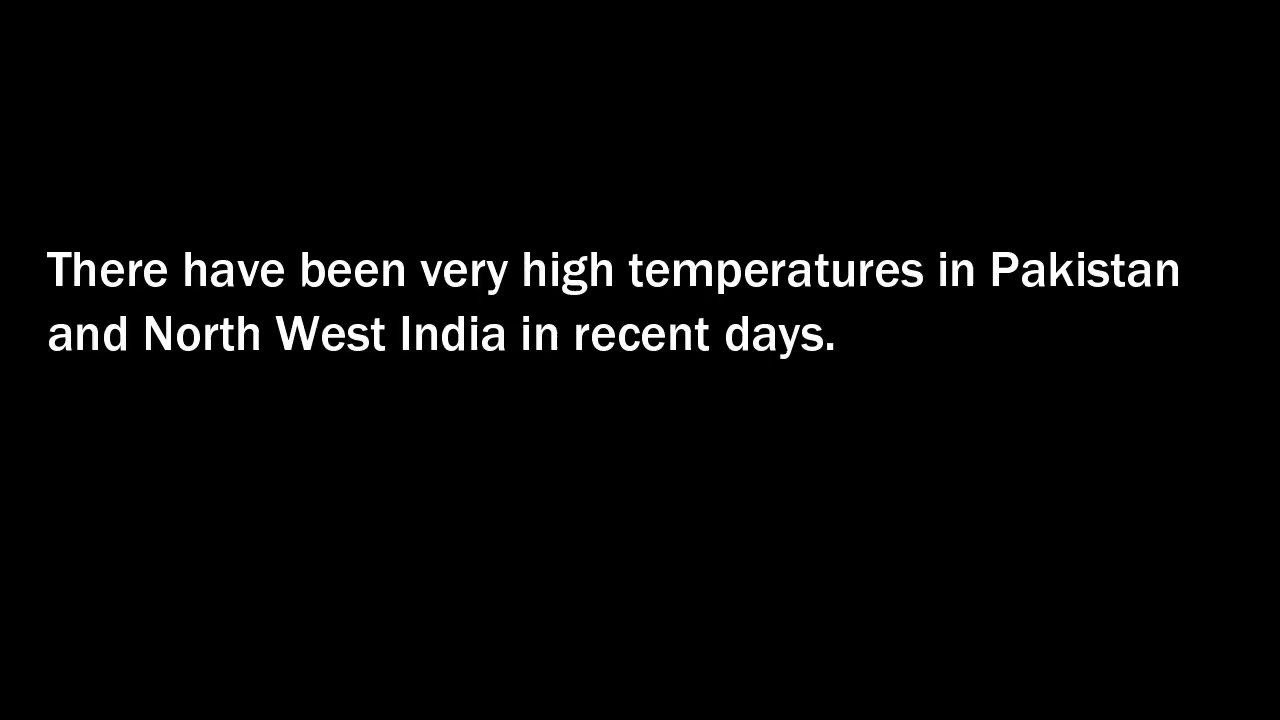 There have been very high temperatures in Pakistan
and North West India in recent days.